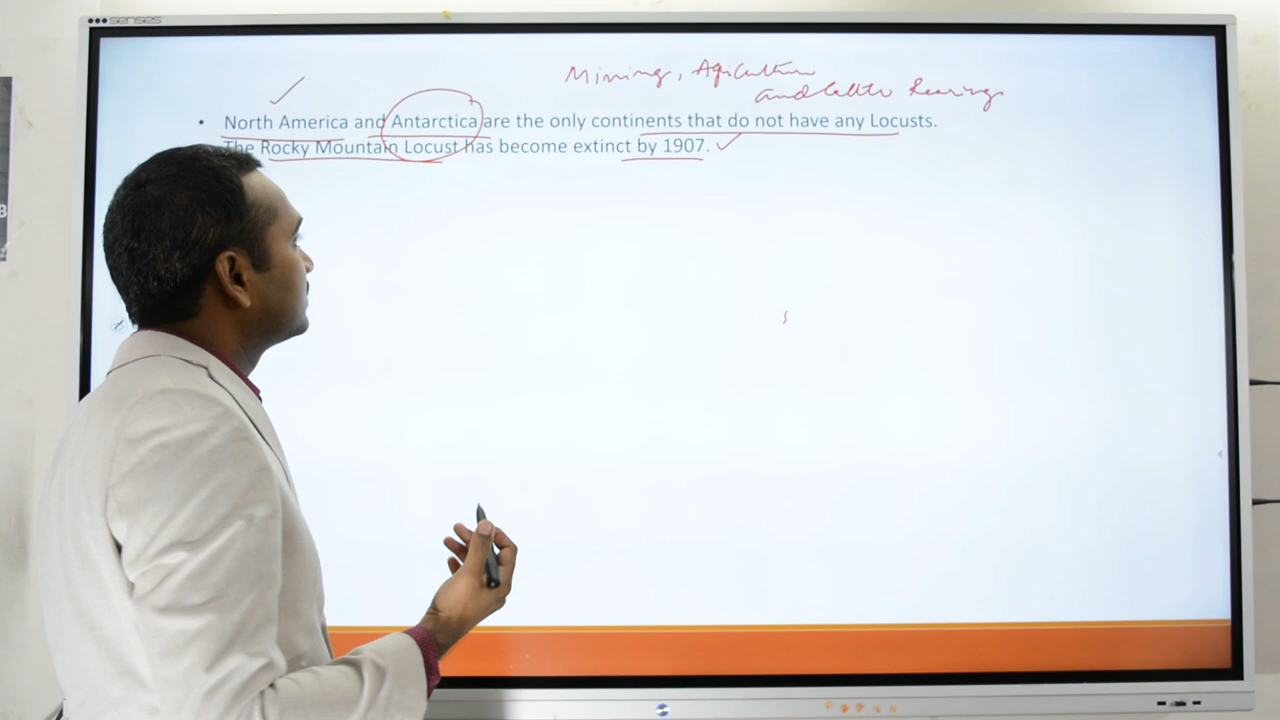 senses
Mining, Agriculture
and Cattle Rearing.
• North America and Antarctica are the only continents that do not have any Locusts.
The Rocky Mountain Locust has become extinct by 1907.
B